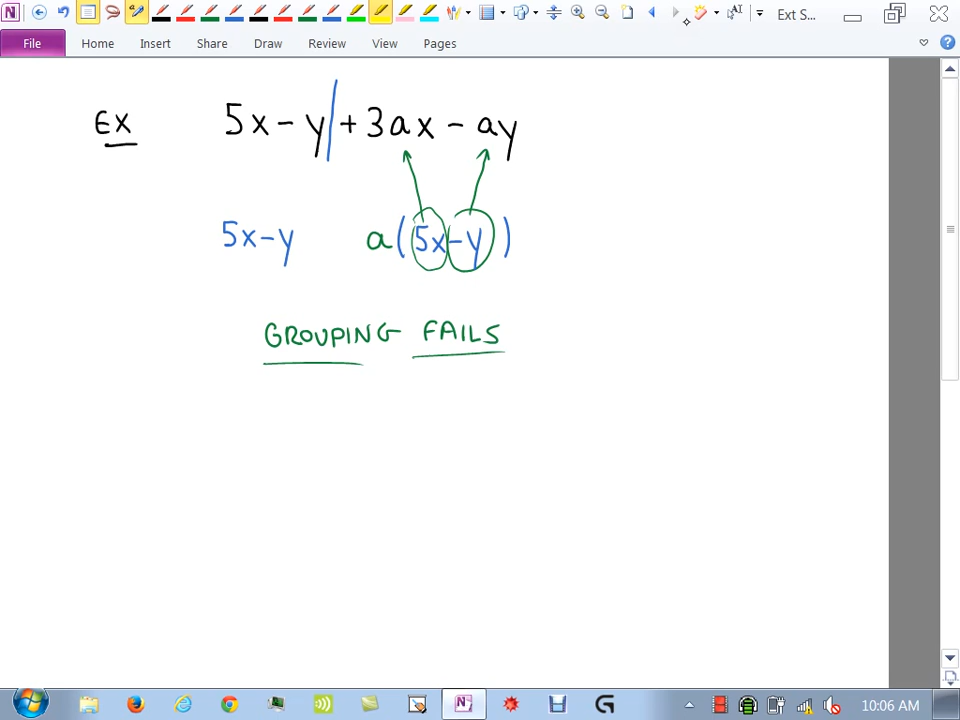 Ext S...
File Home Insert Share Draw Review View Pages
Ex 5x - y + 3ax - ay
5x - y a(5x - y)
GROUPING FAILS
10:06 AM